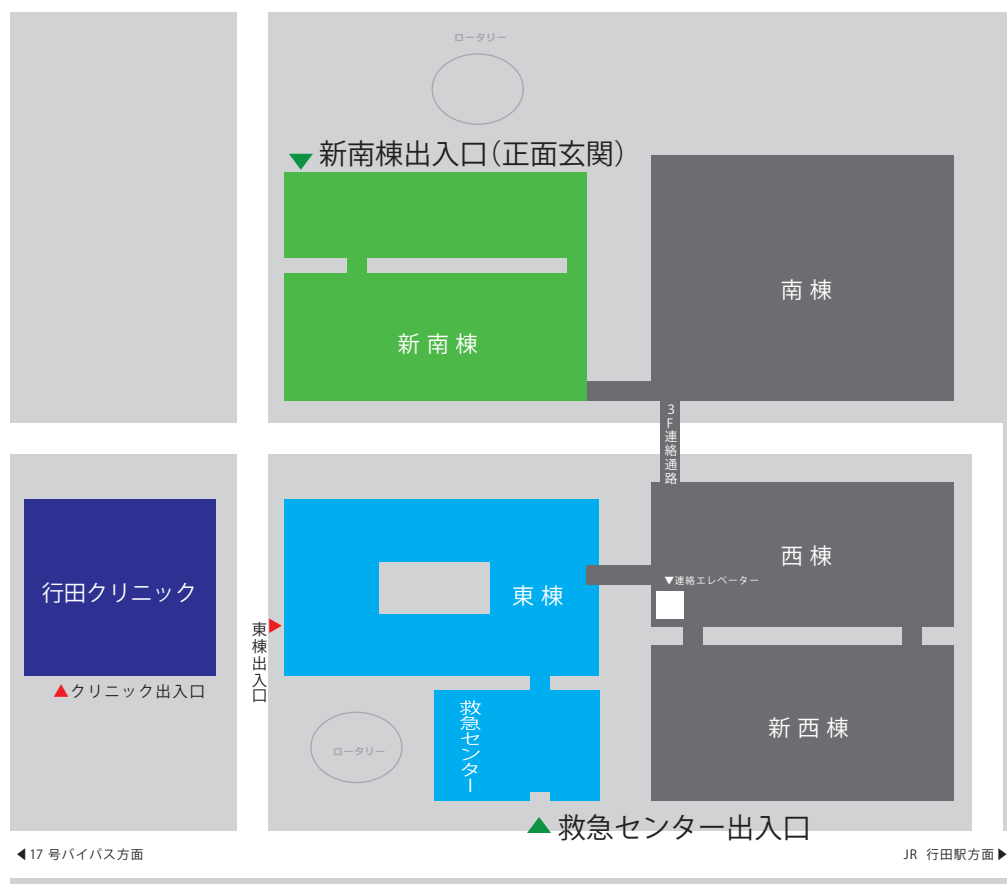 ロータリー
新南棟出入口(正面玄関)
南棟
新南棟
3F連絡通路
西棟
▼連絡エレベーター
行田クリニック
東棟
東棟出入口
▲クリニック出入口
救急センター
新西棟
ロータリー
救急センター出入口
◀17 号バイパス方面
JR 行田駅方面▶